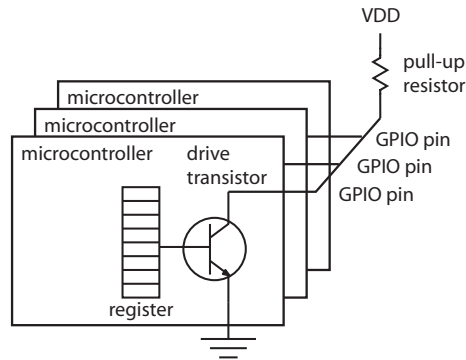 VDD
pull-up
resistor
microcontroller
microcontroller
microcontroller
drive
transistor
GPIO pin
GPIO pin
GPIO pin
register